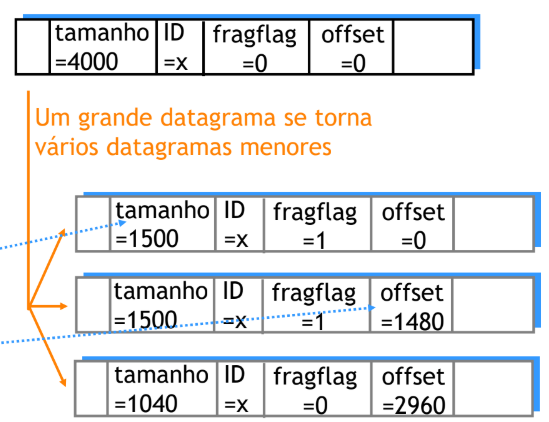 tamanho ID fragflag offset
=4000 =x =0 =0
Um grande datagrama se torna
vários datagramas menores
tamanho ID fragflag offset
=1500 =x =1 =0
tamanho ID fragflag offset
=1500 =x =1 =1480
tamanho ID fragflag offset
=1040 =x =0 =2960